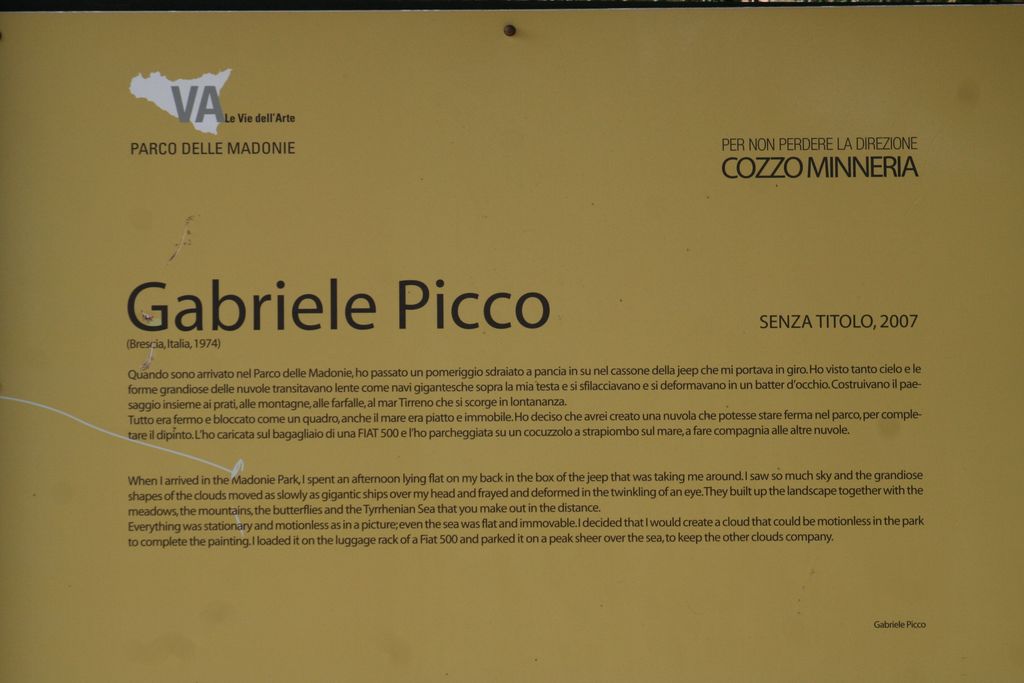 VA Le Vie dell'Arte
PARCO DELLE MADONIE
PER NON PERDERE LA DIREZIONE
COZZO MINNERIA
Gabriele Picco
SENZA TITOLO, 2007
(Brescia, Italia, 1974)
Quando sono arrivato nel Parco delle Madonie, ho passato un pomeriggio sdraiato a pancia in su nel cassone della jeep che mi portava in giro. Ho visto tanto cielo e le
forme grandiose delle nuvole transitavano lente come navi gigantesche sopra la mia testa e si sfilacciavano e si deformavano in un batter d'occhio. Costruivano il pae-
saggio insieme ai prati, alle montagne, alle farfalle, al mar Tirreno che si scorge in lontananza.
Tutto era fermo e bloccato come un quadro, anche il mare era piatto e immobile. Ho deciso che avrei creato una nuvola che potesse stare ferma nel parco, per comple-
tare il dipinto. L'ho caricata sul bagagliaio di una FIAT 500 e l'ho parcheggiata su un cocuzzolo a strapiombo sul mare, a fare compagnia alle altre nuvole.
When I arrived in the Madonie Park, I spent an afternoon lying flat on my back in the box of the jeep that was taking me around. I saw so much sky and the grandiose
shapes of the clouds moved as slowly as gigantic ships over my head and frayed and deformed in the twinkling of an eye. They built up the landscape together with the
meadows, the mountains, the butterflies and the Tyrrhenian Sea that you make out in the distance.
Everything was stationary and motionless as in a picture; even the sea was flat and immovable. I decided that I would create a cloud that could be motionless in the park
to complete the painting. I loaded it on the luggage rack of a Fiat 500 and parked it on a peak sheer over the sea, to keep the other clouds company.
Gabriele Picco